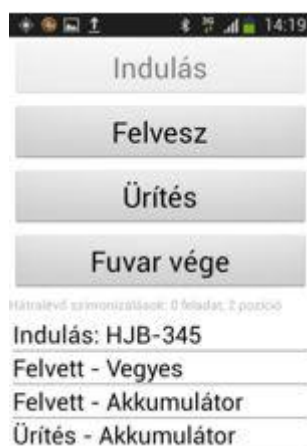 14:19
Indulás
Felvesz
Ürítés
Fuvar vége
Hátralévő szinronizálások: 0 feladat, 2 pozíció
Indulás: HJB-345
Felvett - Vegyes
Felvett - Akkumulátor
Ürítés - Akkumulátor